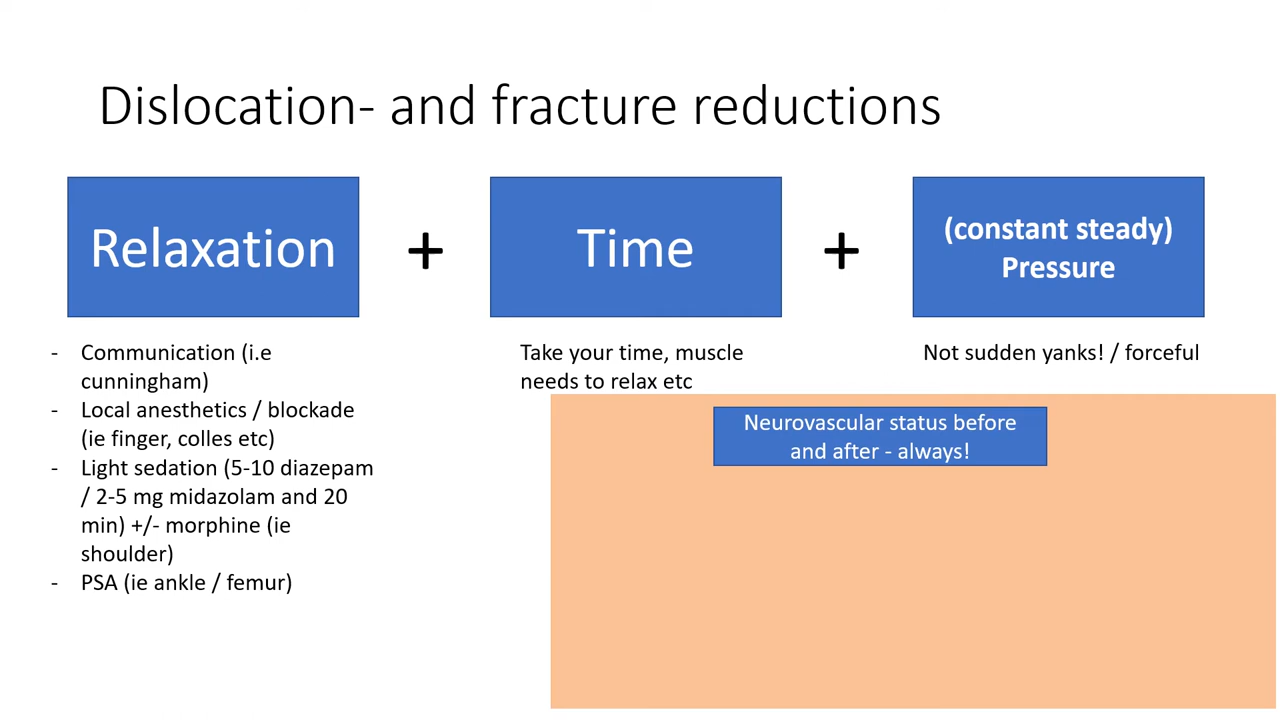 Dislocation- and fracture reductions
Relaxation
+
Time
+
(constant steady)
Pressure
- Communication (i.e
cunningham)
- Local anesthetics / blockade
(ie finger, colles etc)
- Light sedation (5-10 diazepam
/ 2-5 mg midazolam and 20
min) +/- morphine (ie
shoulder)
- PSA (ie ankle / femur)
Take your time, muscle
needs to relax etc
Not sudden yanks! / forceful
Neurovascular status before
and after - always!